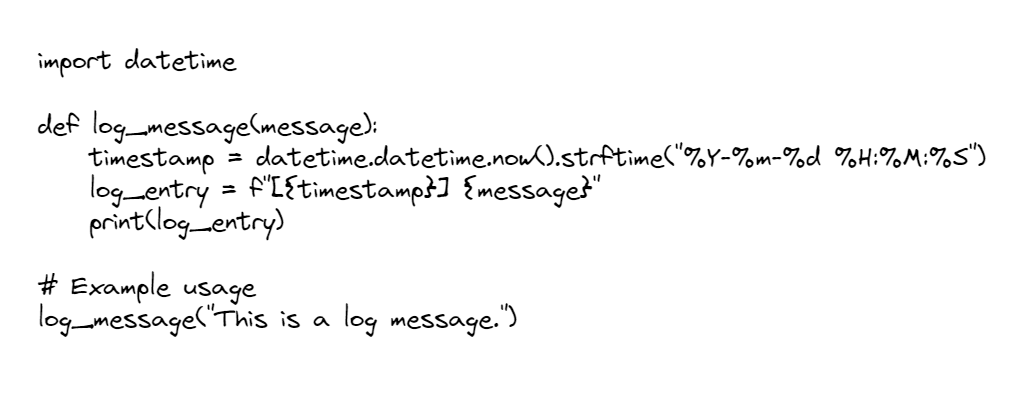 import datetime

def log_message(message):
    timestamp = datetime.datetime.now().strftime("%Y-%m-%d %H:%M:%S")
    log_entry = f"[{timestamp}] {message}"
    print(log_entry)

# Example usage
log_message("This is a log message.")